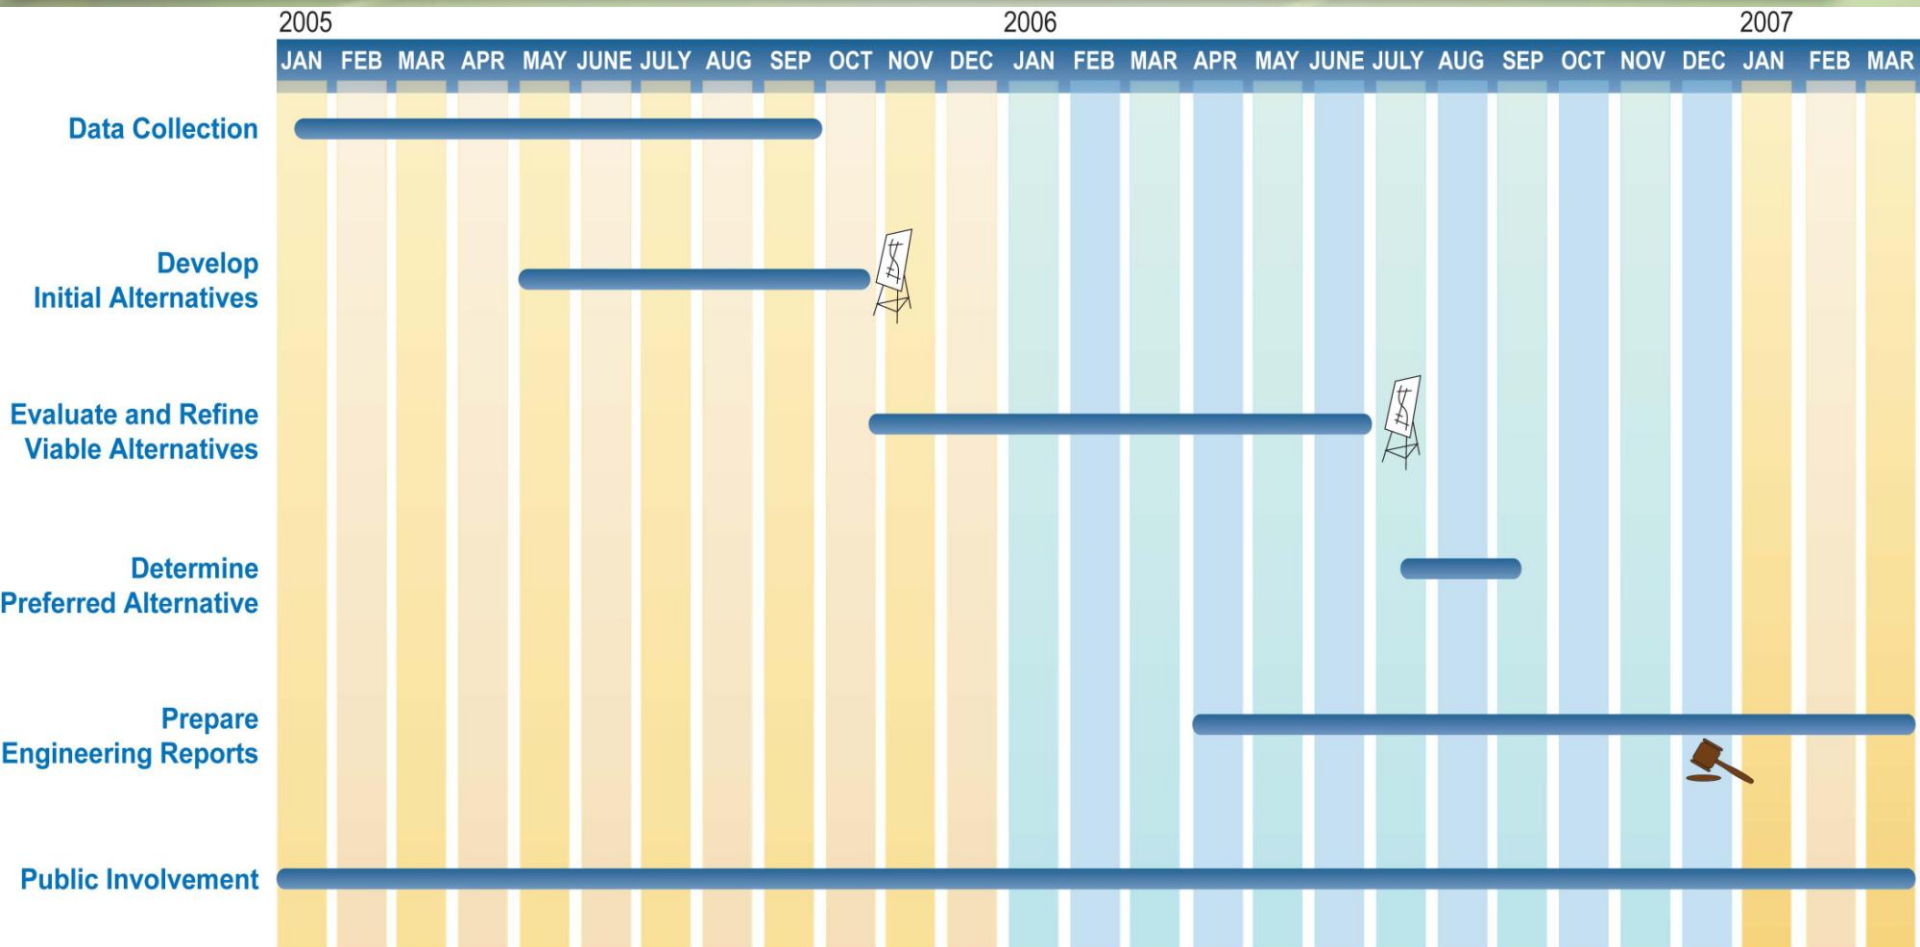 2005 2006 2007
JAN FEB MAR APR MAY JUNE JULY AUG SEP OCT NOV DEC JAN FEB MAR APR MAY JUNE JULY AUG SEP OCT NOV DEC JAN FEB MAR
Data Collection
Develop
Initial Alternatives
Evaluate and Refine
Viable Alternatives
Determine
Preferred Alternative
Prepare
Engineering Reports
Public Involvement